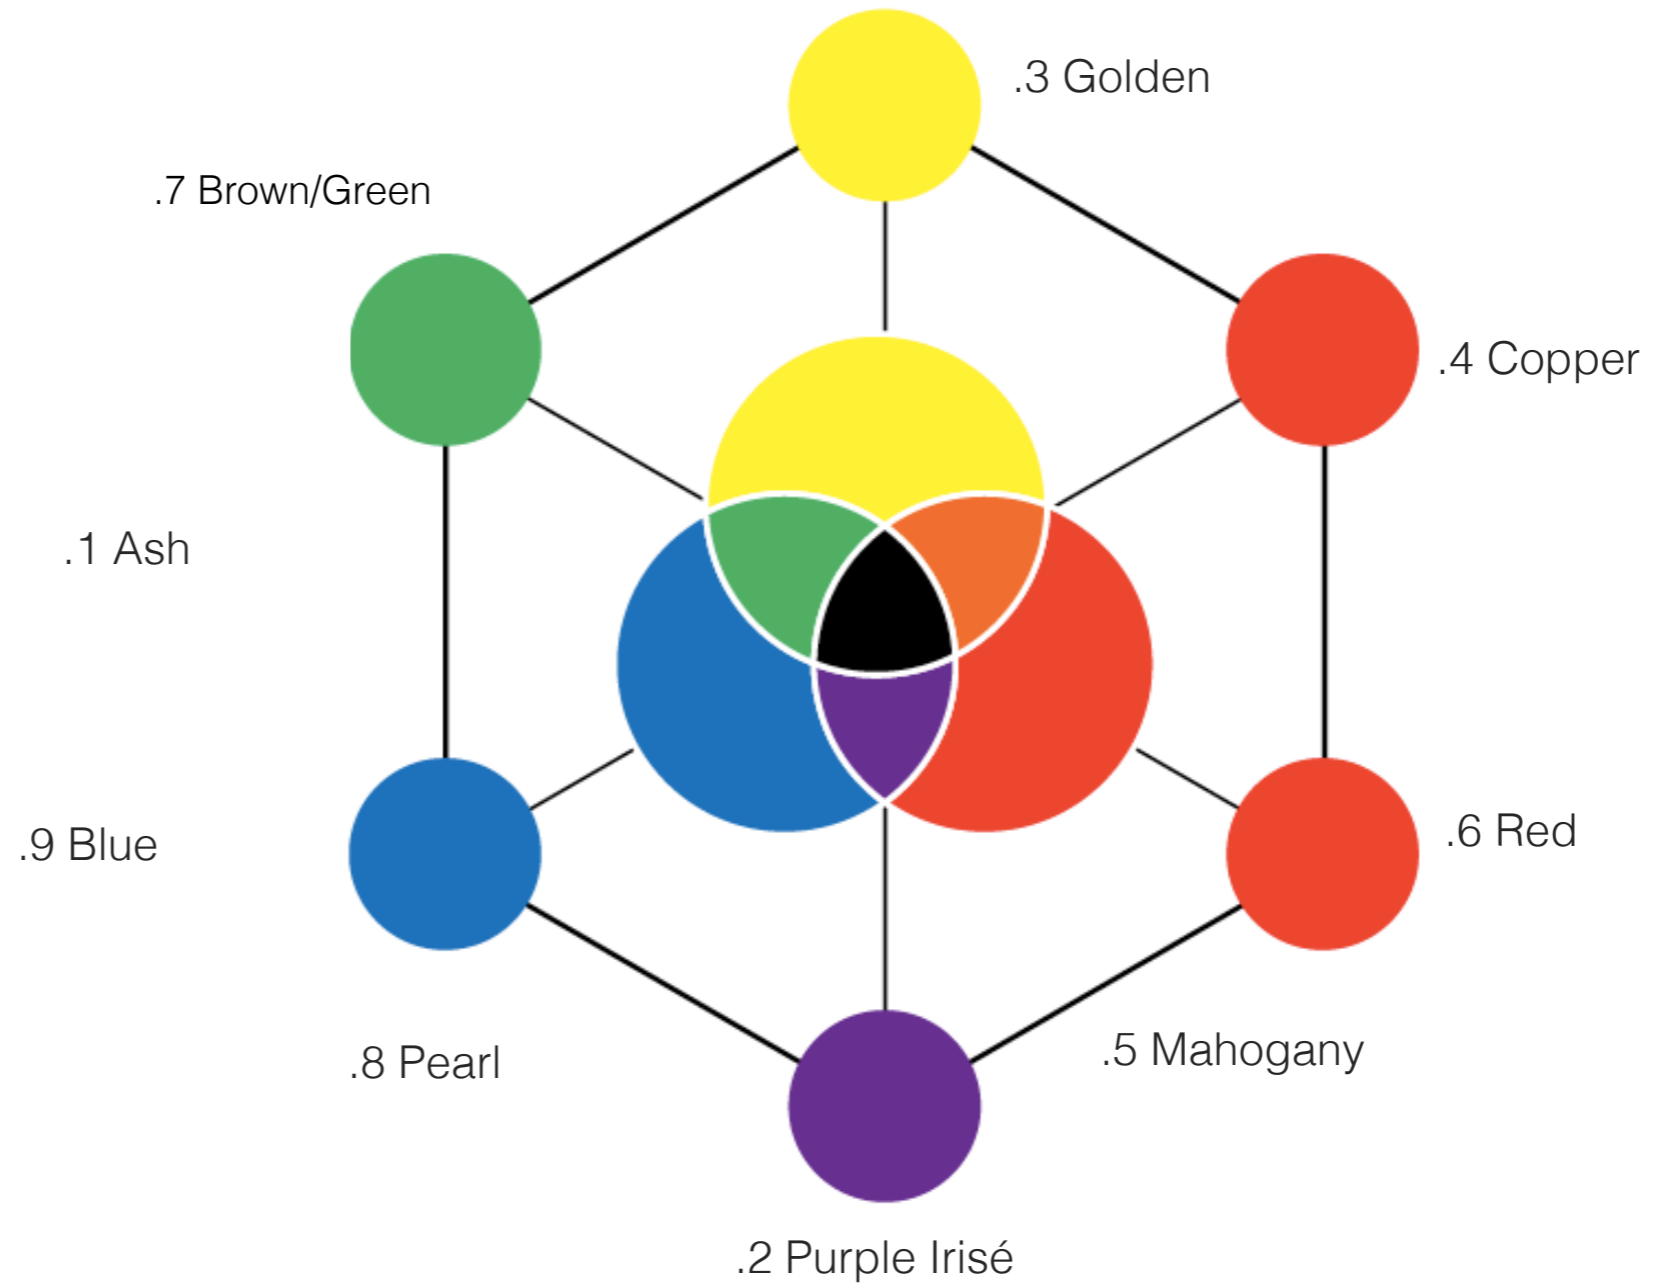 .3 Golden
.7 Brown/Green
.4 Copper
.1 Ash
.9 Blue
.6 Red
.8 Pearl
.5 Mahogany
.2 Purple Irisé